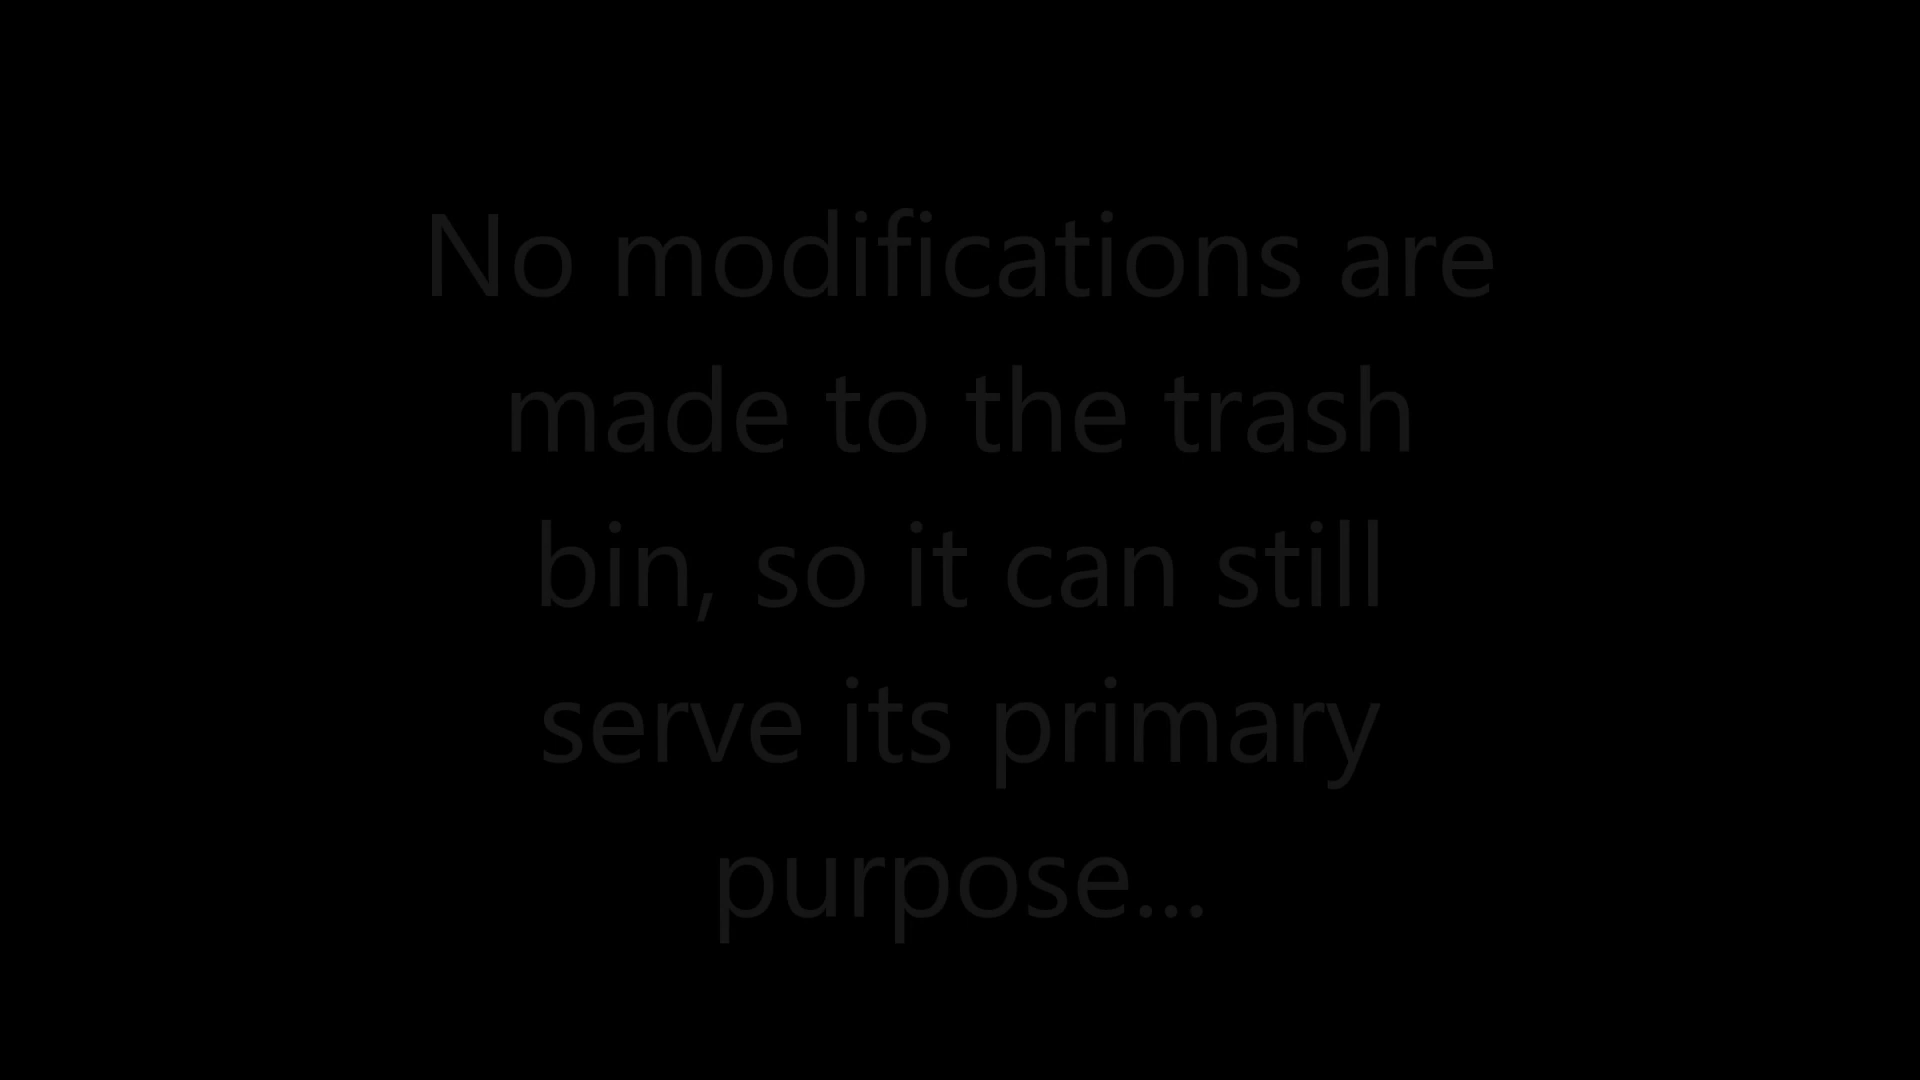 No modifications are
made to the trash
bin, so it can still
serve its primary
purpose...